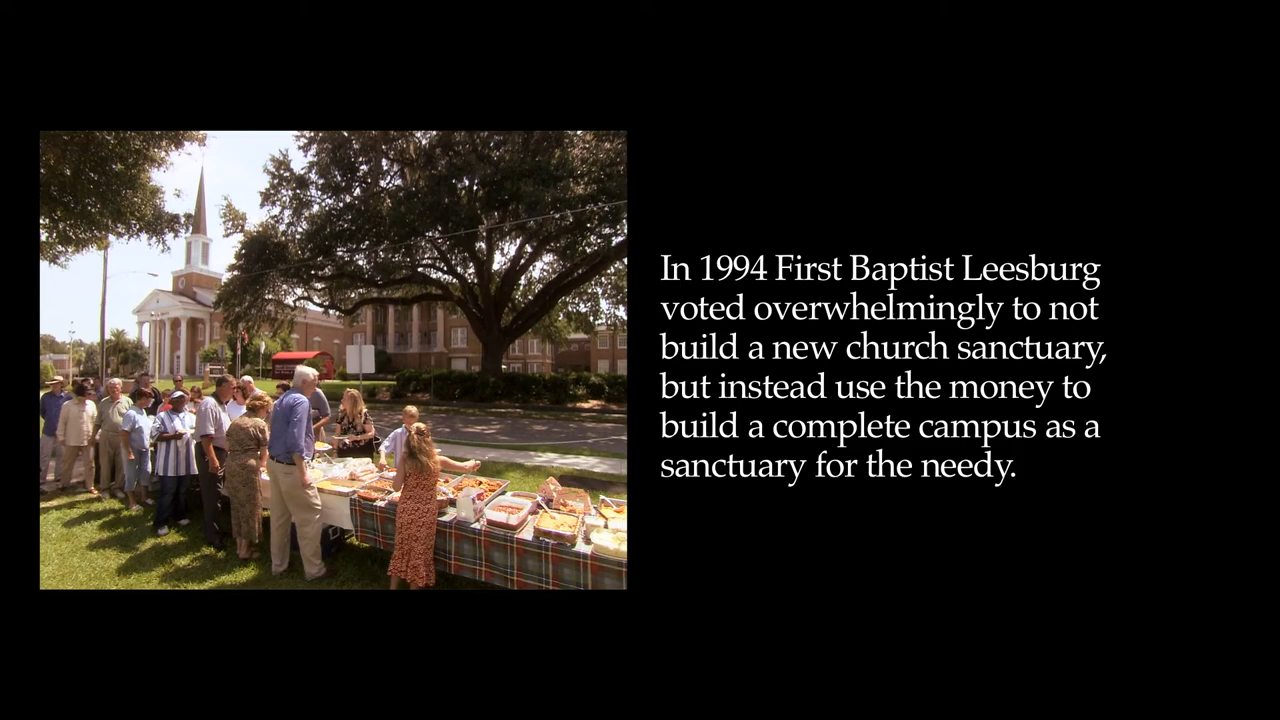 In 1994 First Baptist Leesburg
voted overwhelmingly to not
build a new church sanctuary,
but instead use the money to
build a complete campus as a
sanctuary for the needy.